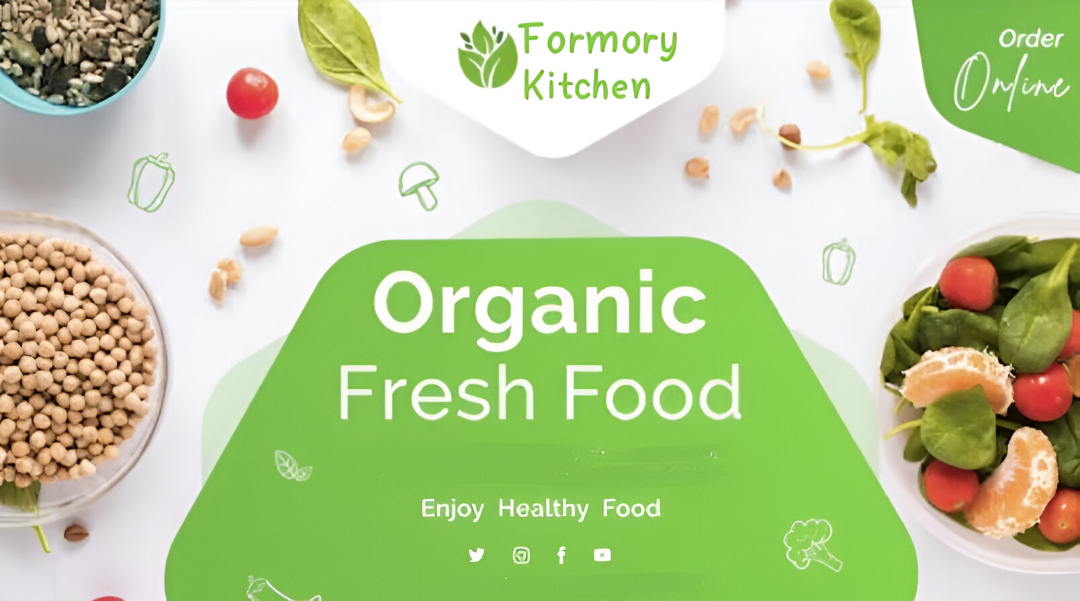 Formory
Kitchen
Order
Online
Organic
Fresh Food
Enjoy Healthy Food